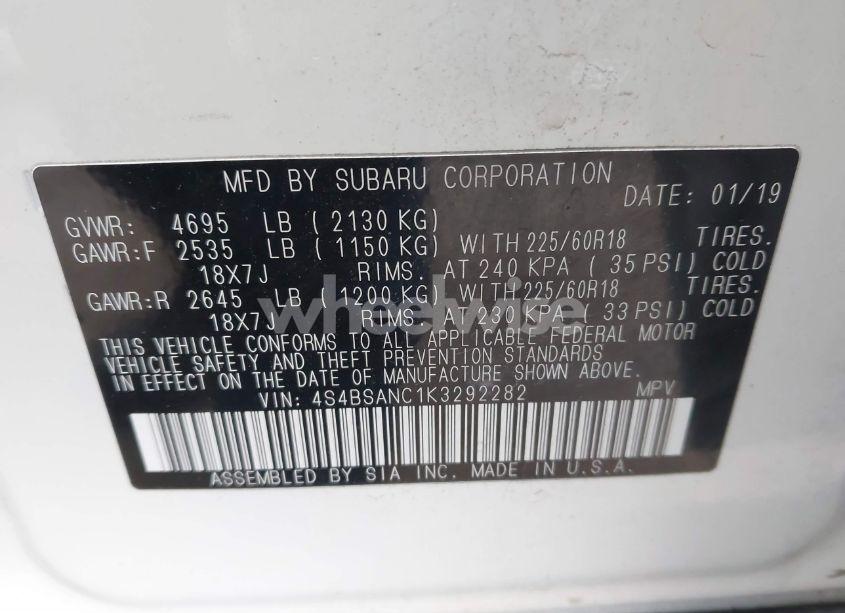 MFD BY SUBARU CORPORATION
DATE: 01/19
GVWR: 4695 LB ( 2130 KG)
GAWR:F 2535 LB ( 1150 KG) WITH 225/60R18 TIRES.
18X7J RIMS. AT 240 KPA ( 35 PSI) COLD
GAWR:R 2645 LB ( 1200 KG) WITH 225/60R18 TIRES.
18X7J RIMS. AT 230 KPA ( 33 PSI) COLD
wheelwise
THIS VEHICLE CONFORMS TO ALL APPLICABLE FEDERAL MOTOR
VEHICLE SAFETY AND THEFT PREVENTION STANDARDS
IN EFFECT ON THE DATE OF MANUFACTURE SHOWN ABOVE.
VIN: 4S4BSANC1K3292282 MPV
ASSEMBLED BY SIA INC. MADE IN U.S.A.